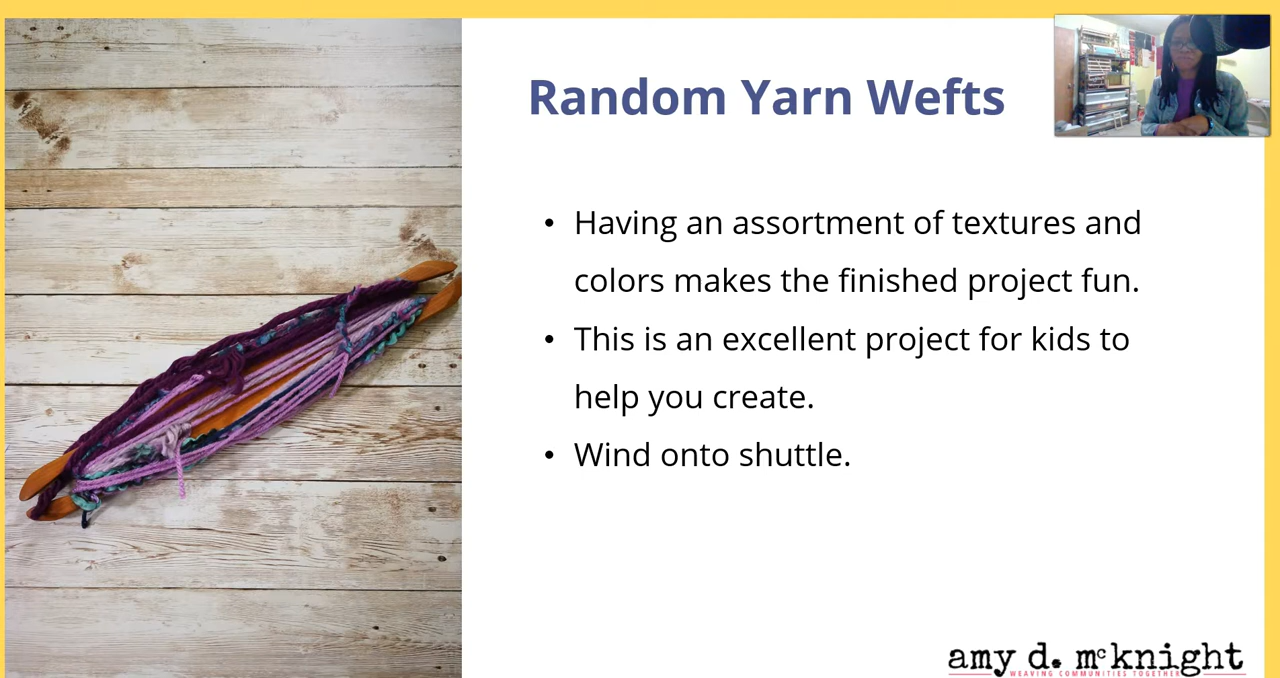 Random Yarn Wefts
• Having an assortment of textures and
colors makes the finished project fun.
• This is an excellent project for kids to
help you create.
• Wind onto shuttle.
amy d. mcknight
WEAVING COMMUNITIES TOGETHER